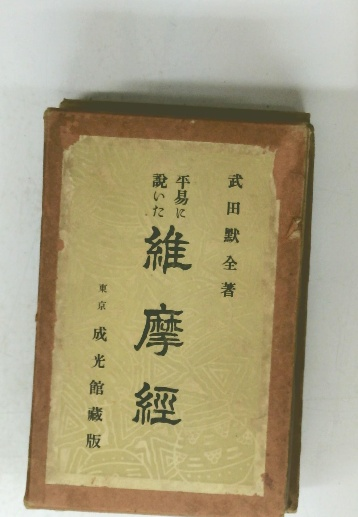 武田默全著
平易に
說いた
維摩經
東京 成光館藏版